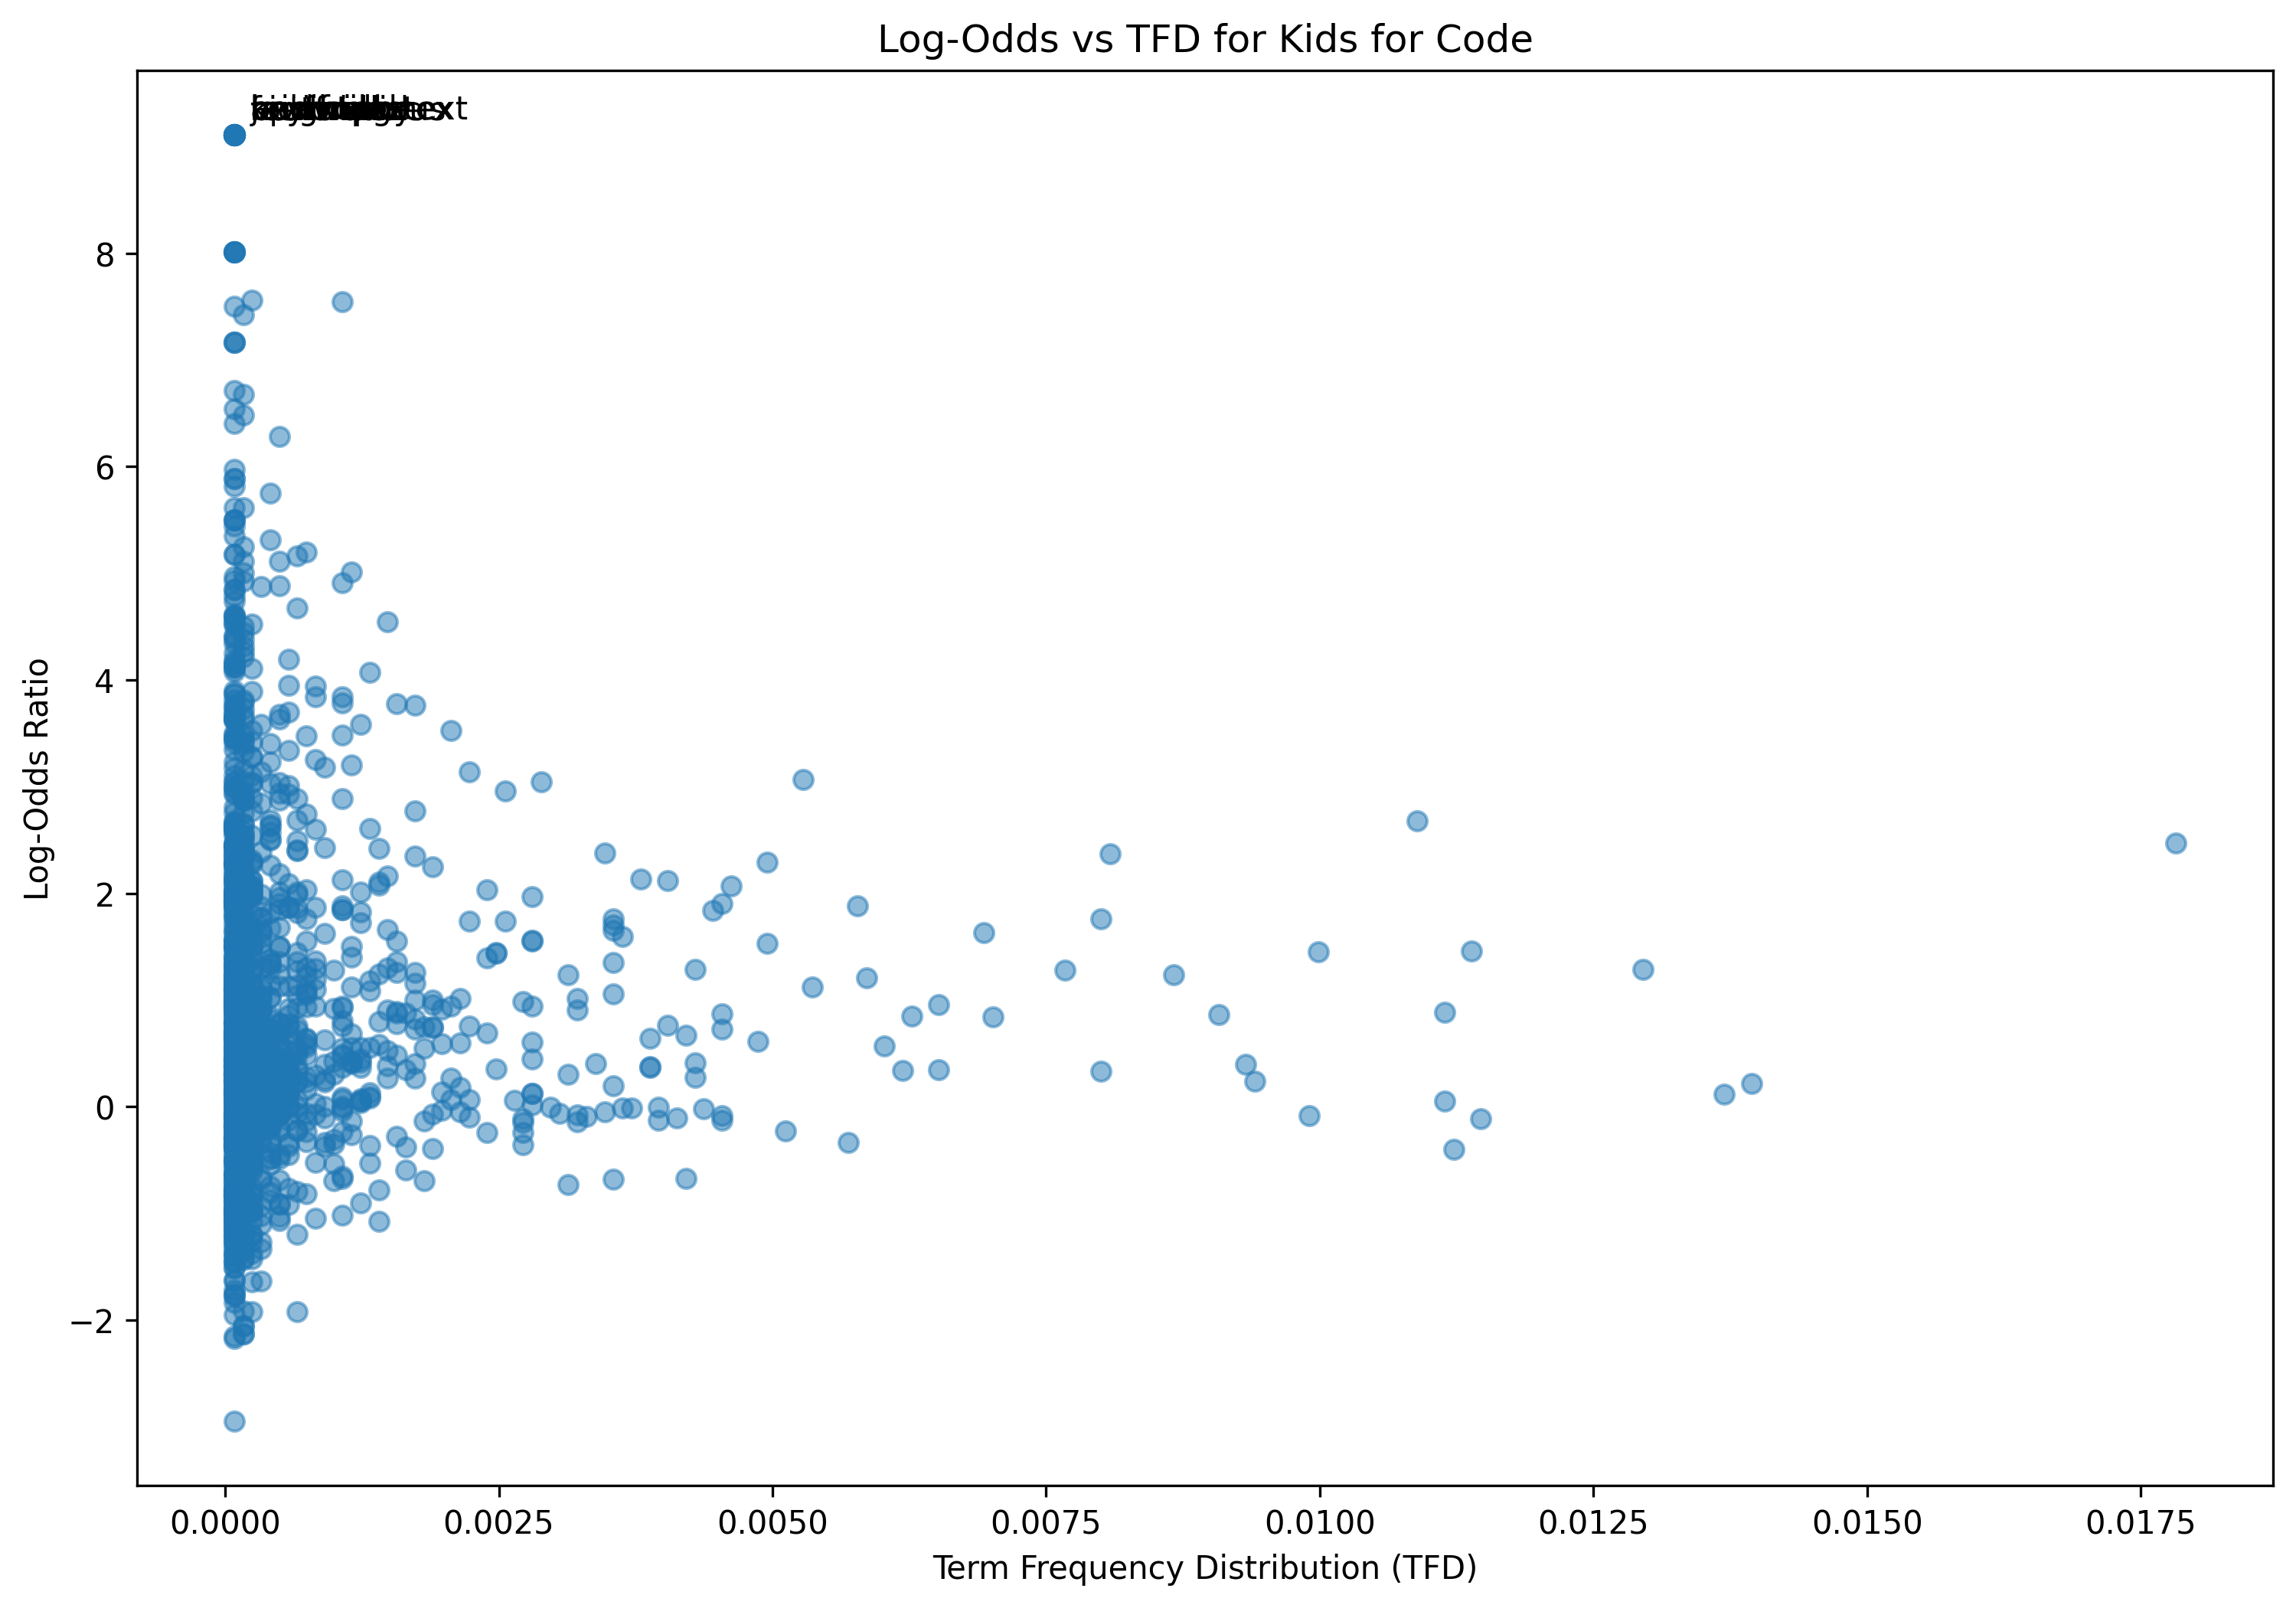 Log-Odds vs TFD for Kids for Code
8
6
4
2
0
−2
Log-Odds Ratio
0.0000 0.0025 0.0050 0.0075 0.0100 0.0125 0.0150 0.0175
Term Frequency Distribution (TFD)